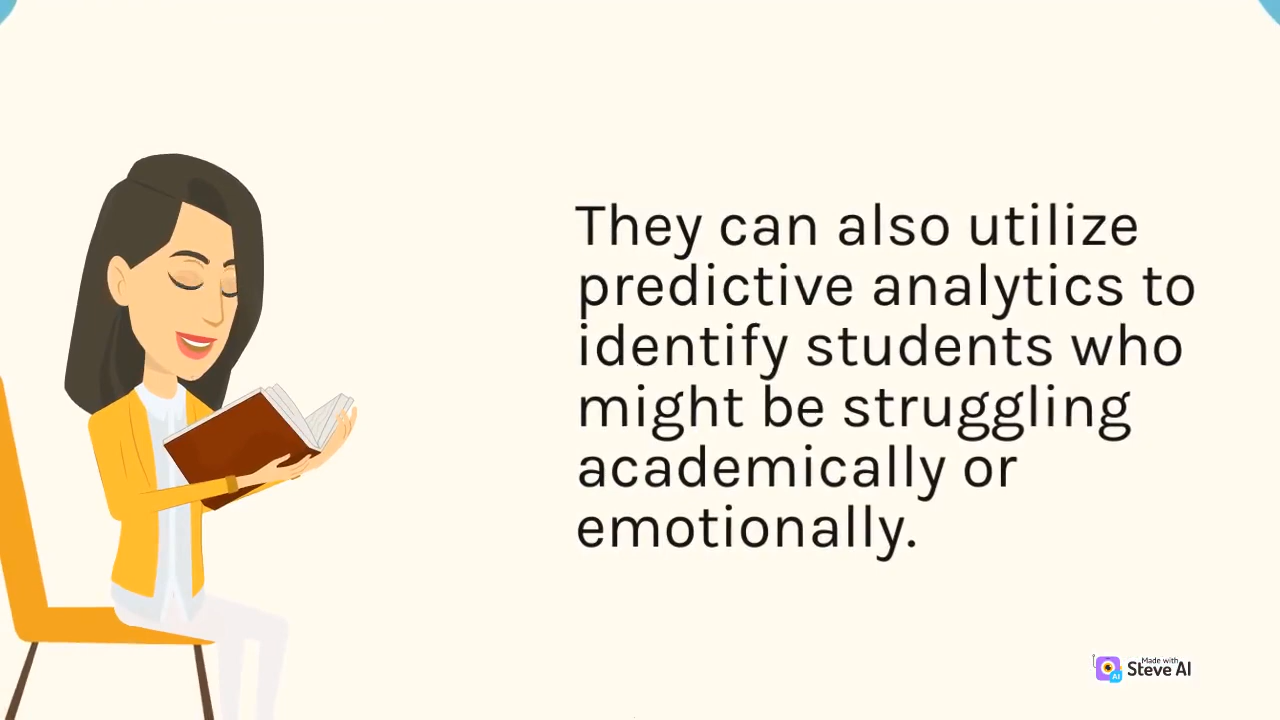 They can also utilize
predictive analytics to
identify students who
might be struggling
academically or
emotionally.
Made with
Steve AI
AI